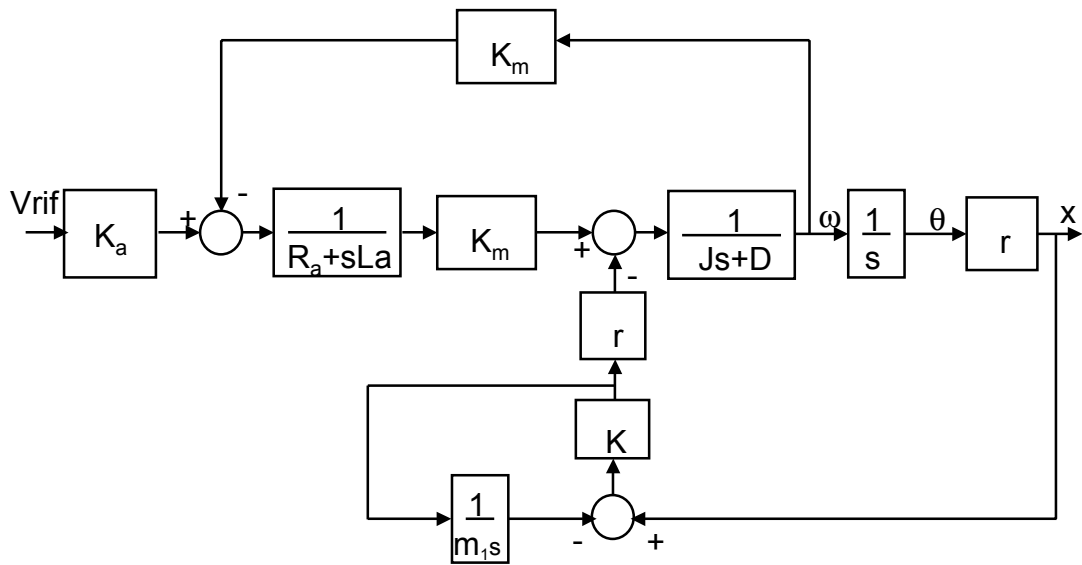 K_m
Vrif
K_a
+
-
1
R_a+sLa
K_m
+
-
1
Js+D
ω
1
s
θ
r
x
r
K
1
m_1s
-
+